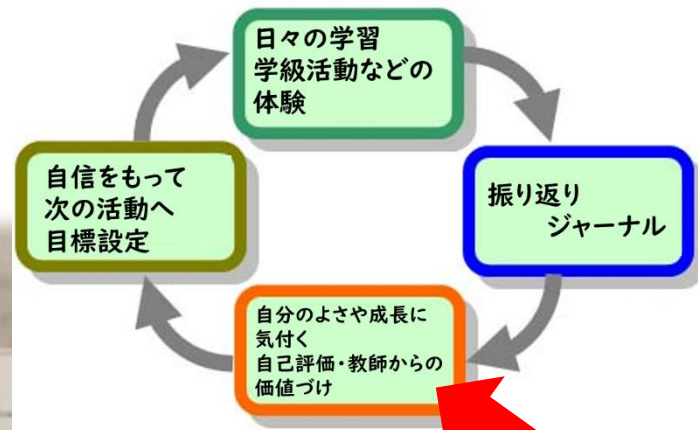 日々の学習
学級活動などの
体験
振り返り
ジャーナル
自分のよさや成長に
気付く
自己評価・教師からの
価値づけ
自信をもって
次の活動へ
目標設定